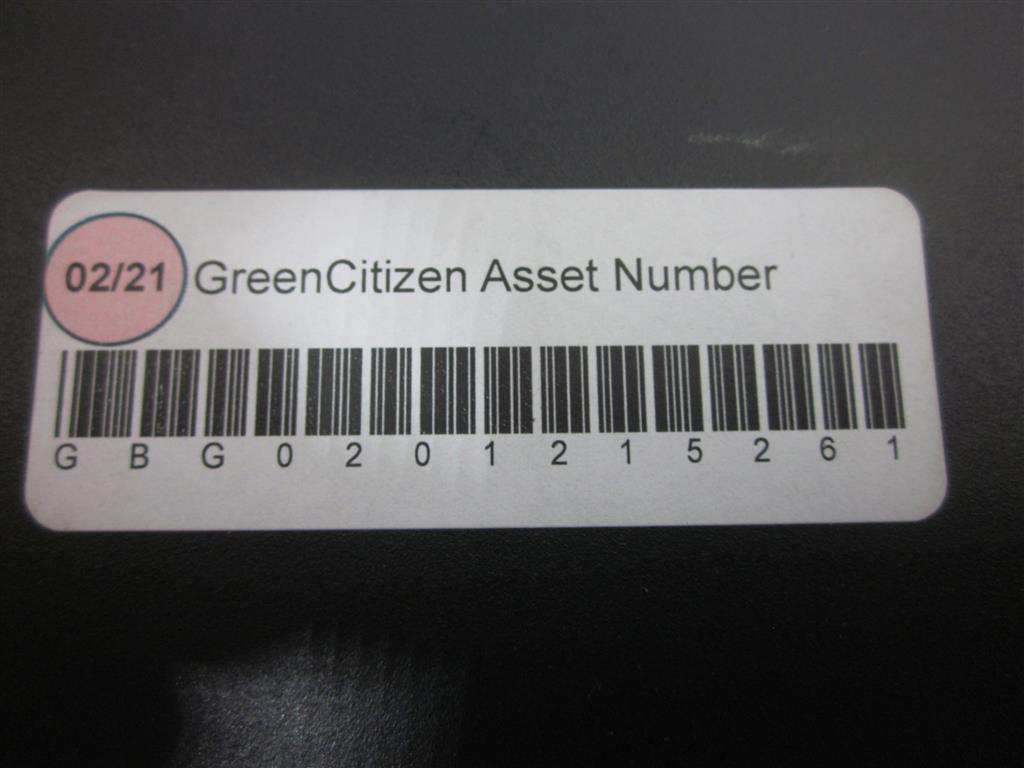 02/21 GreenCitizen Asset Number
G B G 0 2 0 1 2 1 5 2 6 1